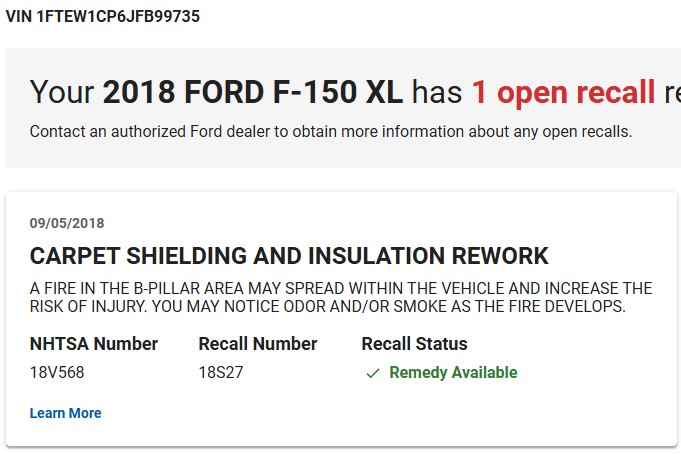 VIN 1FTEW1CP6JFB99735
Your 2018 FORD F-150 XL has 1 open recall re
Contact an authorized Ford dealer to obtain more information about any open recalls.
09/05/2018
CARPET SHIELDING AND INSULATION REWORK
A FIRE IN THE B-PILLAR AREA MAY SPREAD WITHIN THE VEHICLE AND INCREASE THE
RISK OF INJURY. YOU MAY NOTICE ODOR AND/OR SMOKE AS THE FIRE DEVELOPS.
NHTSA Number Recall Number Recall Status
18V568 18S27 Remedy Available
Learn More